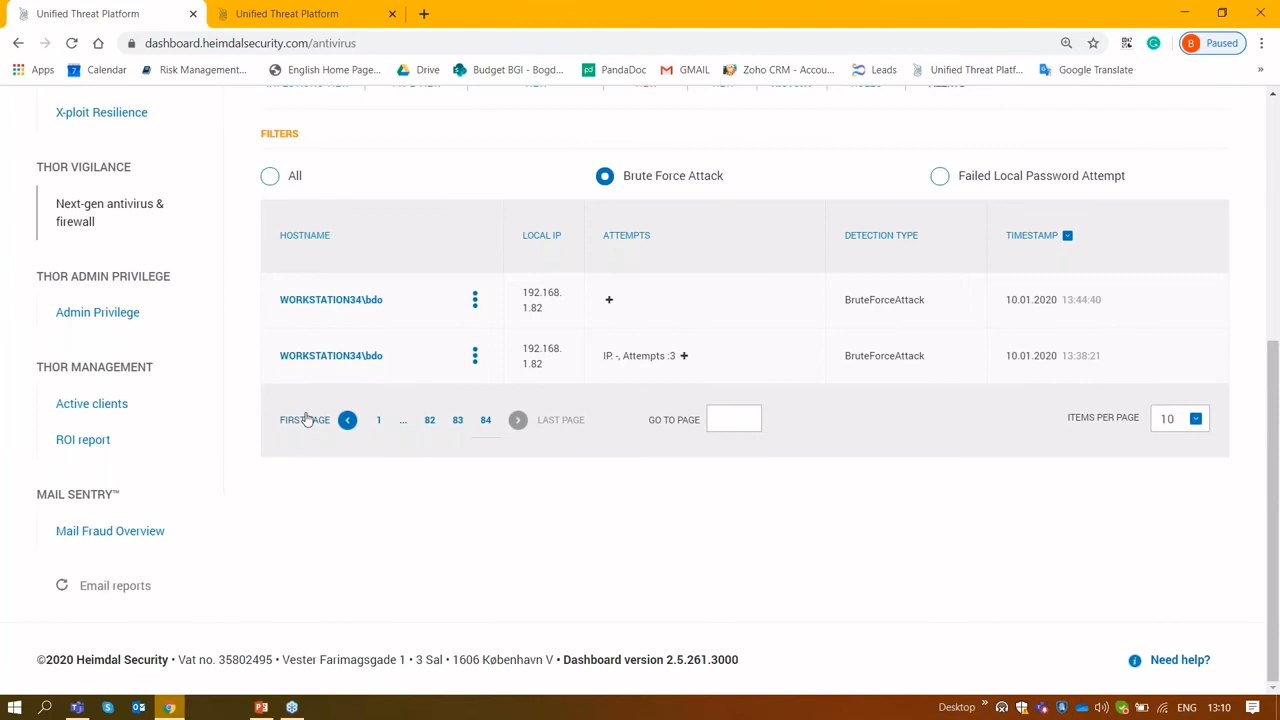 Unified Threat Platform
Unified Threat Platform
dashboard.heimdalsecurity.com/antivirus
B Paused
Apps
7 Calendar
Risk Management...
English Home Page...
Drive
Budget BGI - Bogd...
PandaDoc
GMAIL
Zoho CRM - Accou...
Leads
Unified Threat Platf...
Google Translate
»
X-ploit Resilience
THOR VIGILANCE
Next-gen antivirus &
firewall
THOR ADMIN PRIVILEGE
Admin Privilege
THOR MANAGEMENT
Active clients
ROI report
MAIL SENTRY™
Mail Fraud Overview
Email reports
FILTERS
All
Brute Force Attack
Failed Local Password Attempt
HOSTNAME
LOCAL IP
ATTEMPTS
DETECTION TYPE
TIMESTAMP
WORKSTATION34\bdo
192.168.
1.82
+
BruteForceAttack
10.01.2020 13:44:40
WORKSTATION34\bdo
192.168.
1.82
IP. -, Attempts :3 +
BruteForceAttack
10.01.2020 13:38:21
FIRST PAGE
1
...
82
83
84
LAST PAGE
GO TO PAGE
ITEMS PER PAGE
10
©2020 Heimdal Security • Vat no. 35802495 • Vester Farimagsgade 1 • 3 Sal • 1606 København V • Dashboard version 2.5.261.3000
Need help?
Desktop
»
ENG
13:10